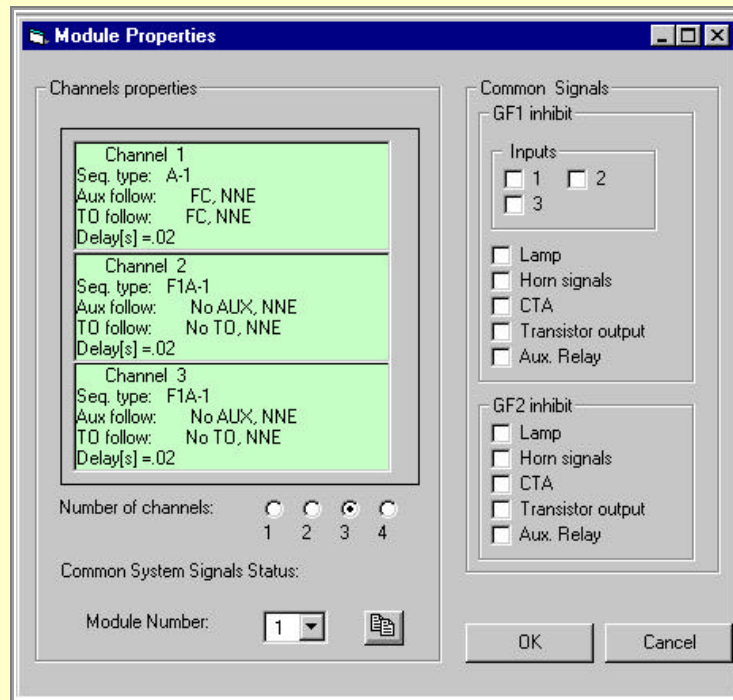 Module Properties
Channels properties
Channel 1
Seq. type: A-1
Aux follow: FC, NNE
TO follow: FC, NNE
Delay[s] =.02
Channel 2
Seq. type: F1A-1
Aux follow: No AUX, NNE
TO follow: No TO, NNE
Delay[s] =.02
Channel 3
Seq. type: F1A-1
Aux follow: No AUX, NNE
TO follow: No TO, NNE
Delay[s] =.02
Number of channels:
1 2 3 4
Common System Signals Status:
Module Number: 1
Common Signals
GF1 inhibit
Inputs
1 2
3
Lamp
Horn signals
CTA
Transistor output
Aux. Relay
GF2 inhibit
Lamp
Horn signals
CTA
Transistor output
Aux. Relay
OK Cancel